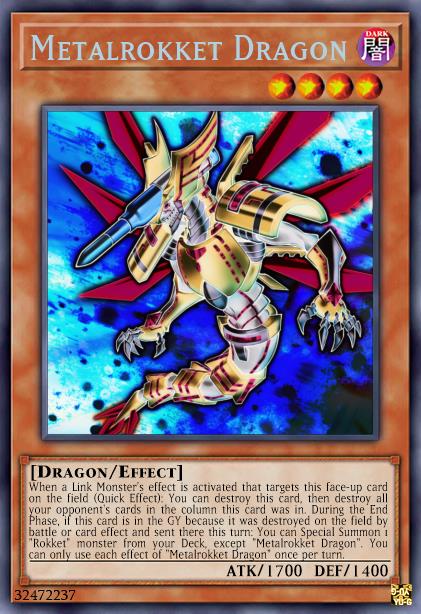 METALROKKET DRAGON
DARK
闇
[DRAGON/EFFECT]
When a Link Monster's effect is activated that targets this face-up card
on the field (Quick Effect): You can destroy this card, then destroy all
your opponent's cards in the column this card was in. During the End
Phase, if this card is in the GY because it was destroyed on the field by
battle or card effect and sent there this turn: You can Special Summon 1
"Rokket" monster from your Deck, except "Metalrokket Dragon". You
can only use each effect of "Metalrokket Dragon" once per turn.
ATK/1700 DEF/1400
32472237